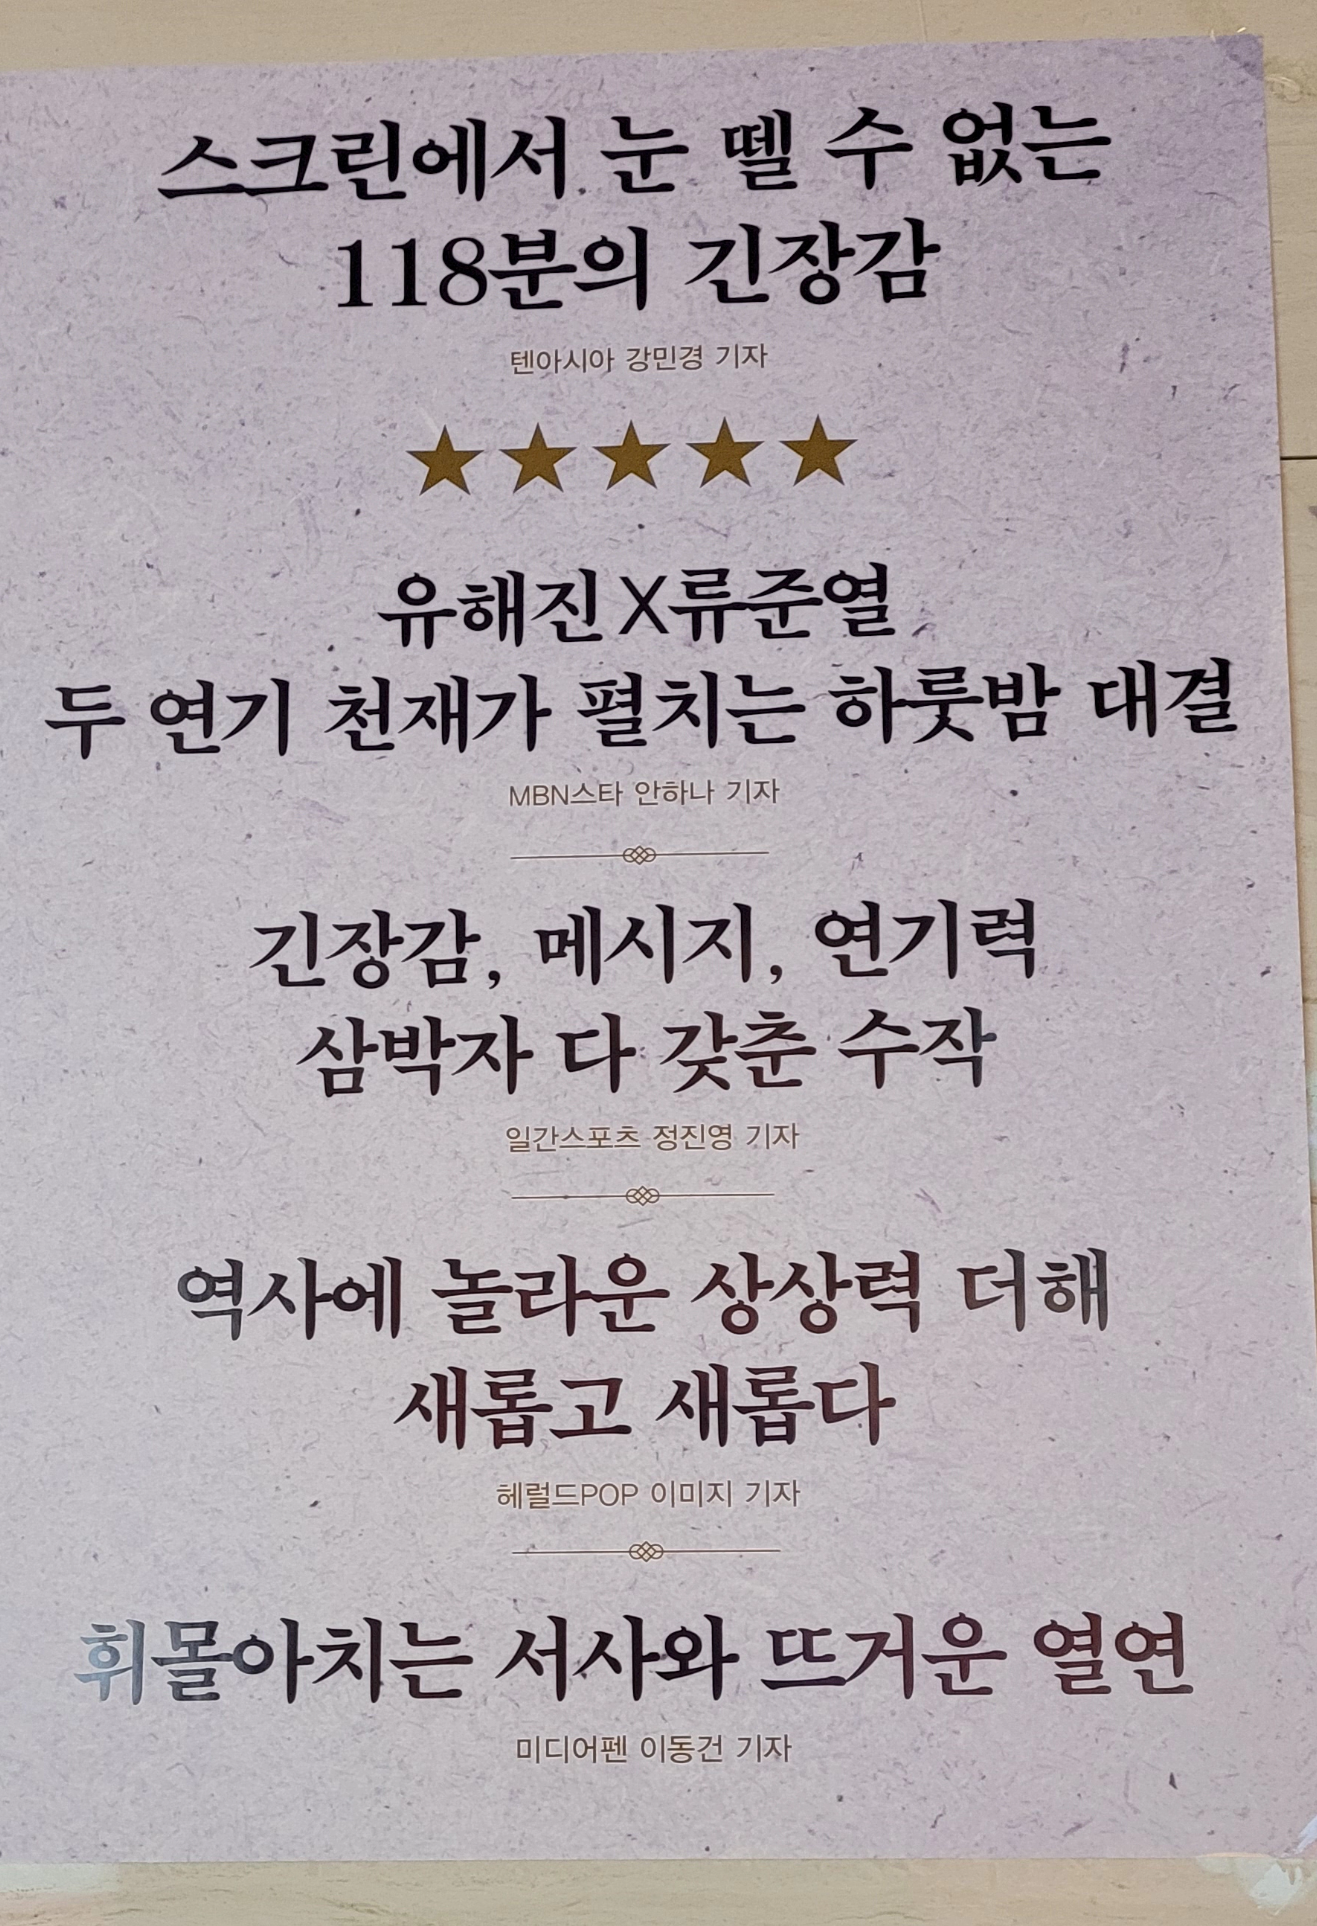 스크린에서 눈 뗄 수 없는
118분의 긴장감
텐아시아 강민경 기자
★★★★★
유해진X류준열
두 연기 천재가 펼치는 하룻밤 대결
MBN스타 안하나 기자
긴장감, 메시지, 연기력
삼박자 다 갖춘 수작
일간스포츠 정진영 기자
역사에 놀라운 상상력 더해
새롭고 새롭다
헤럴드POP 이미지 기자
휘몰아치는 서사와 뜨거운 열연
미디어펜 이동건 기자